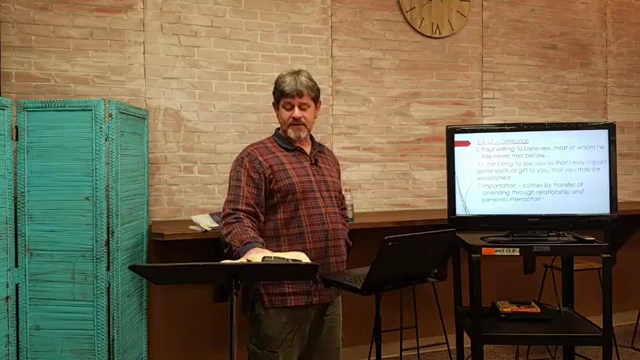 Paul writing to believers, most of whom he
has never met before...
11 For I long to see you so that I may impart
some spiritual gift to you, that you may be
established
Impartation - comes by transfer of
anointing through relationship and
personal interaction